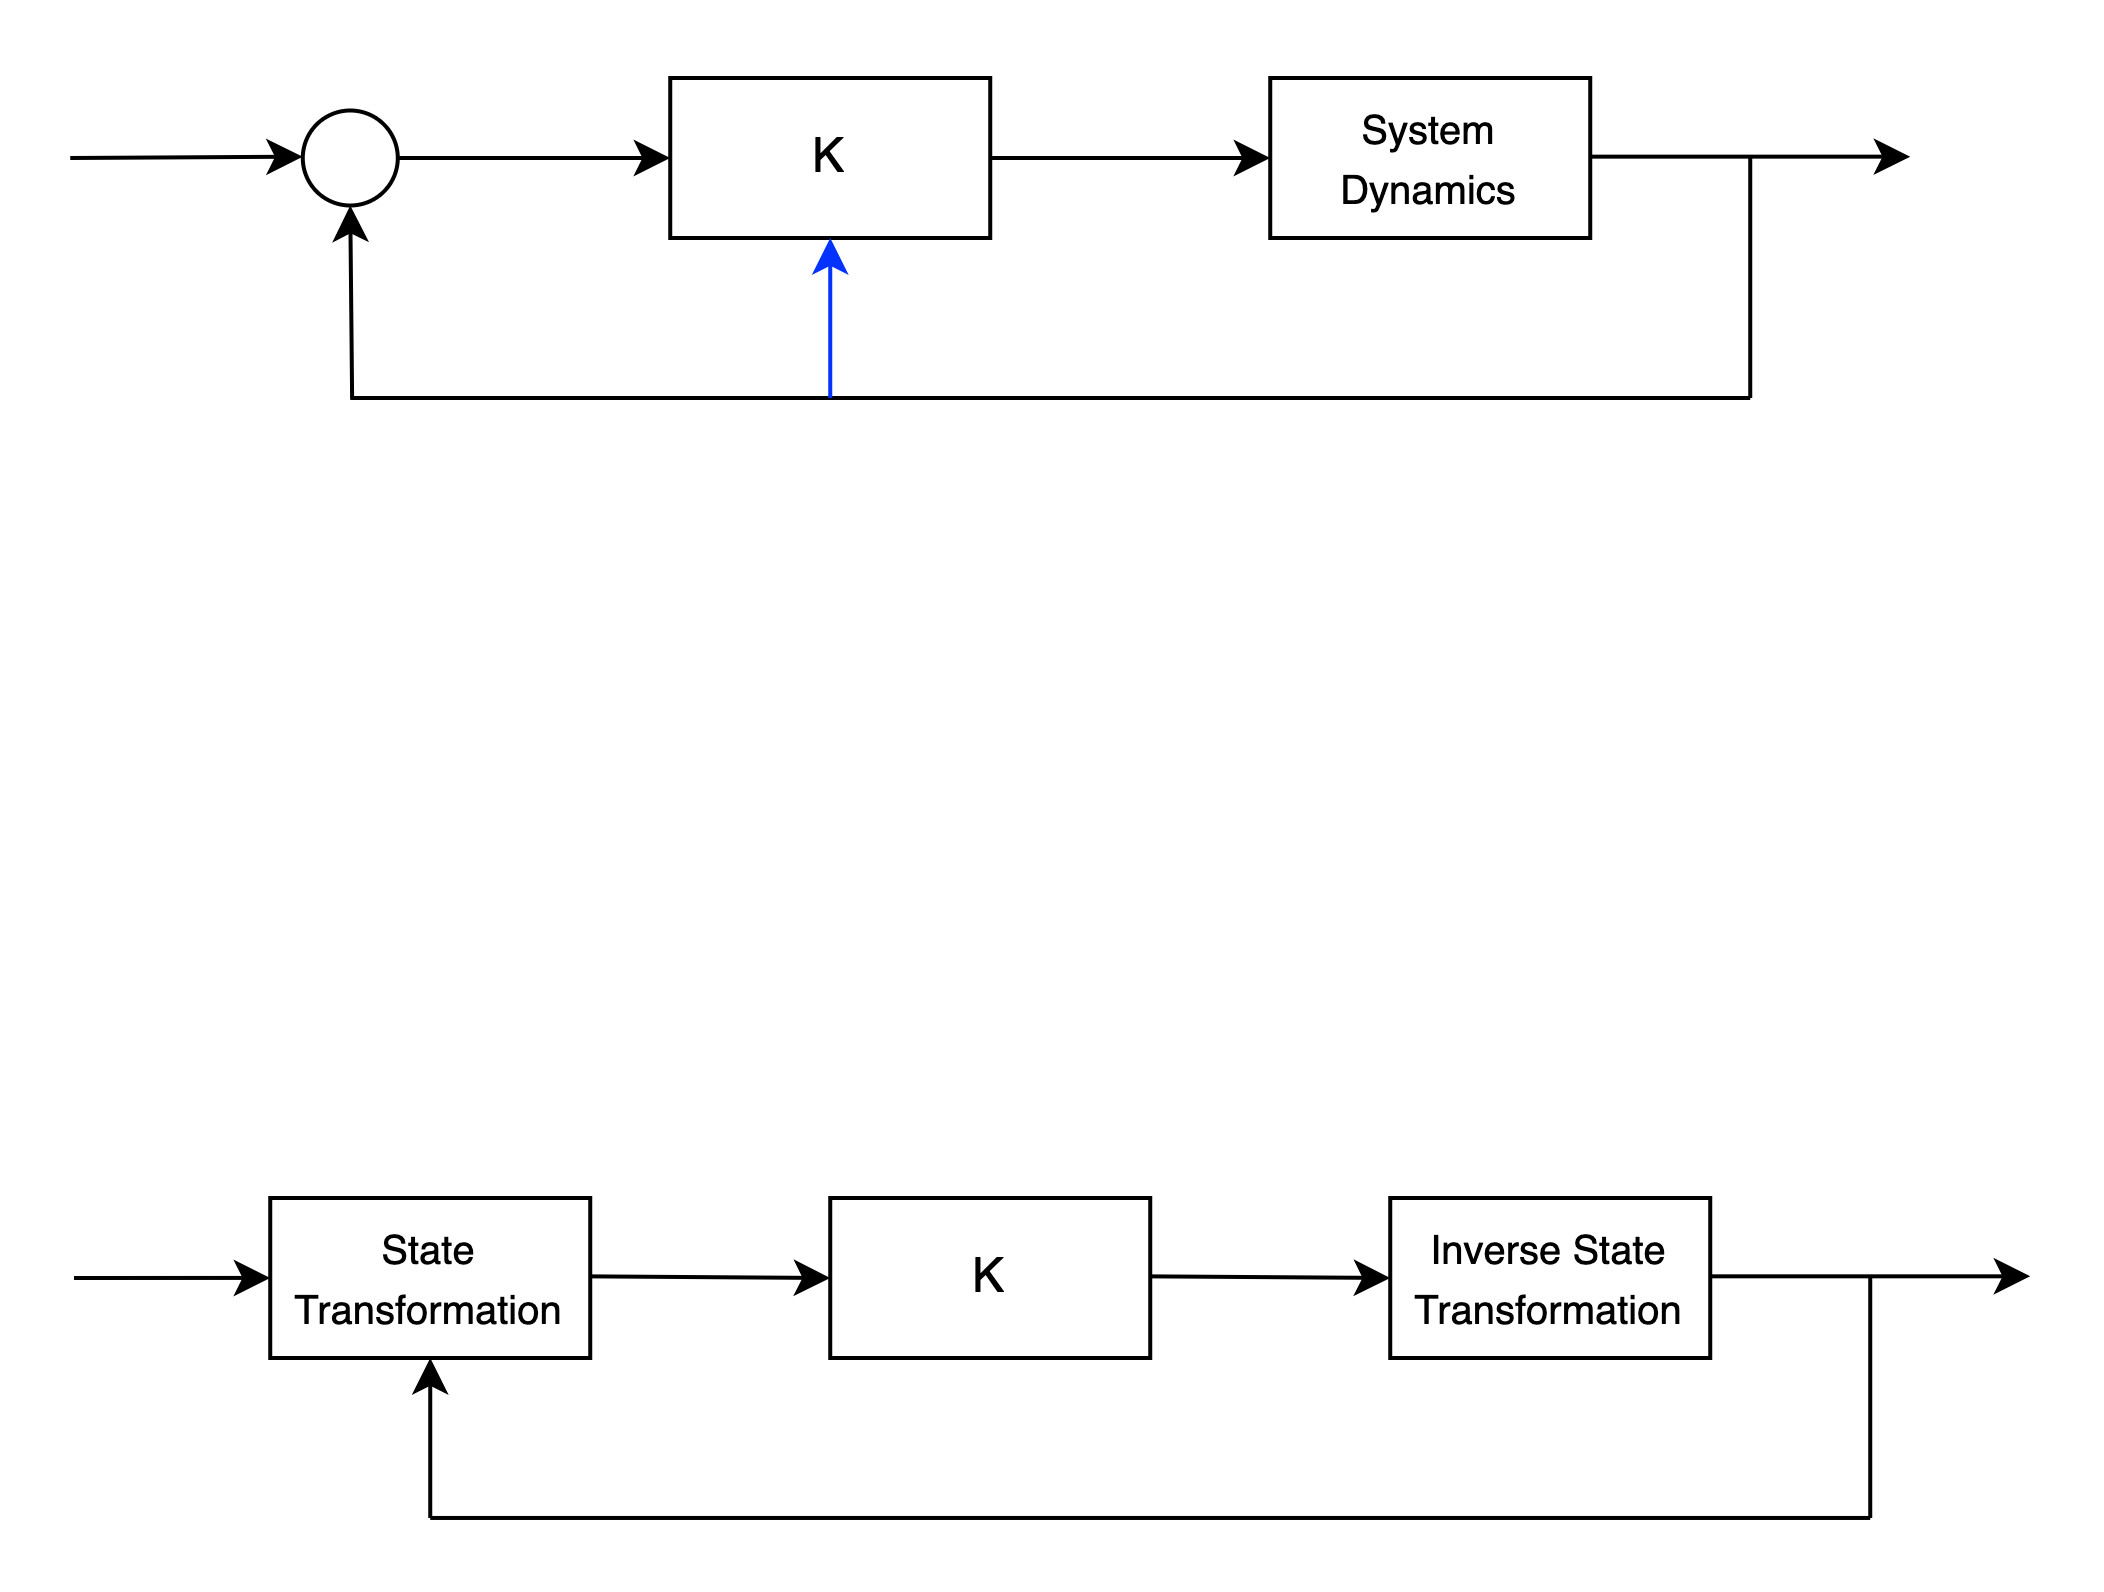 K
System
Dynamics
State
Transformation
K
Inverse State
Transformation